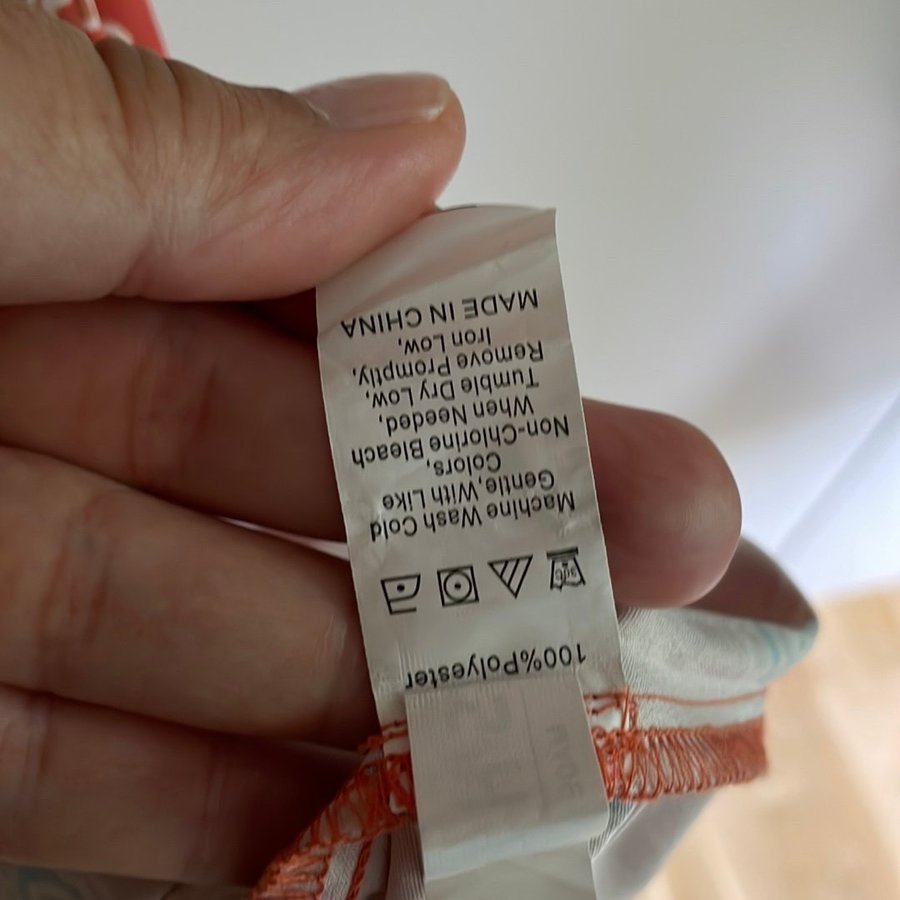 100%Polyester
30°C
Machine Wash Cold
Gentle,With Like
Colors,
Non-Chlorine Bleach
When Needed,
Tumble Dry Low,
Remove Promptly,
Iron Low,
MADE IN CHINA